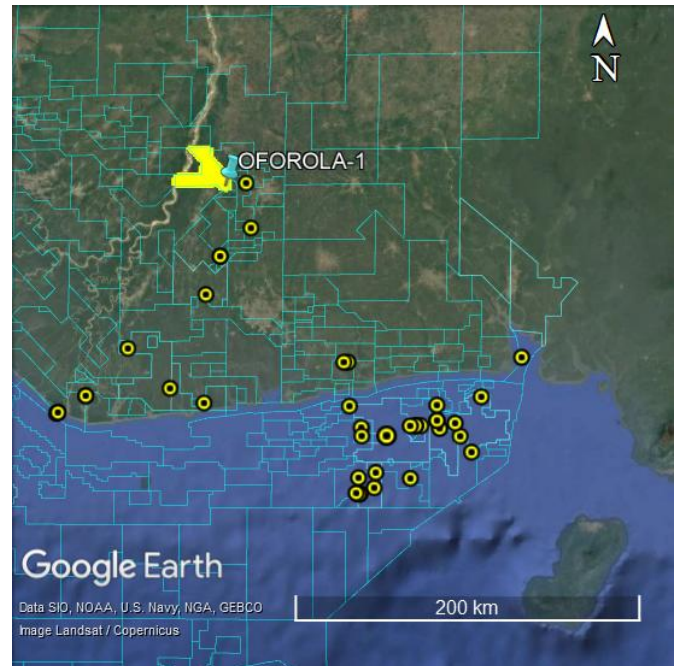 N
OFOROLA-1
Google Earth
Data SIO, NOAA, U.S. Navy, NGA, GEBCO
Image Landsat / Copernicus
200 km